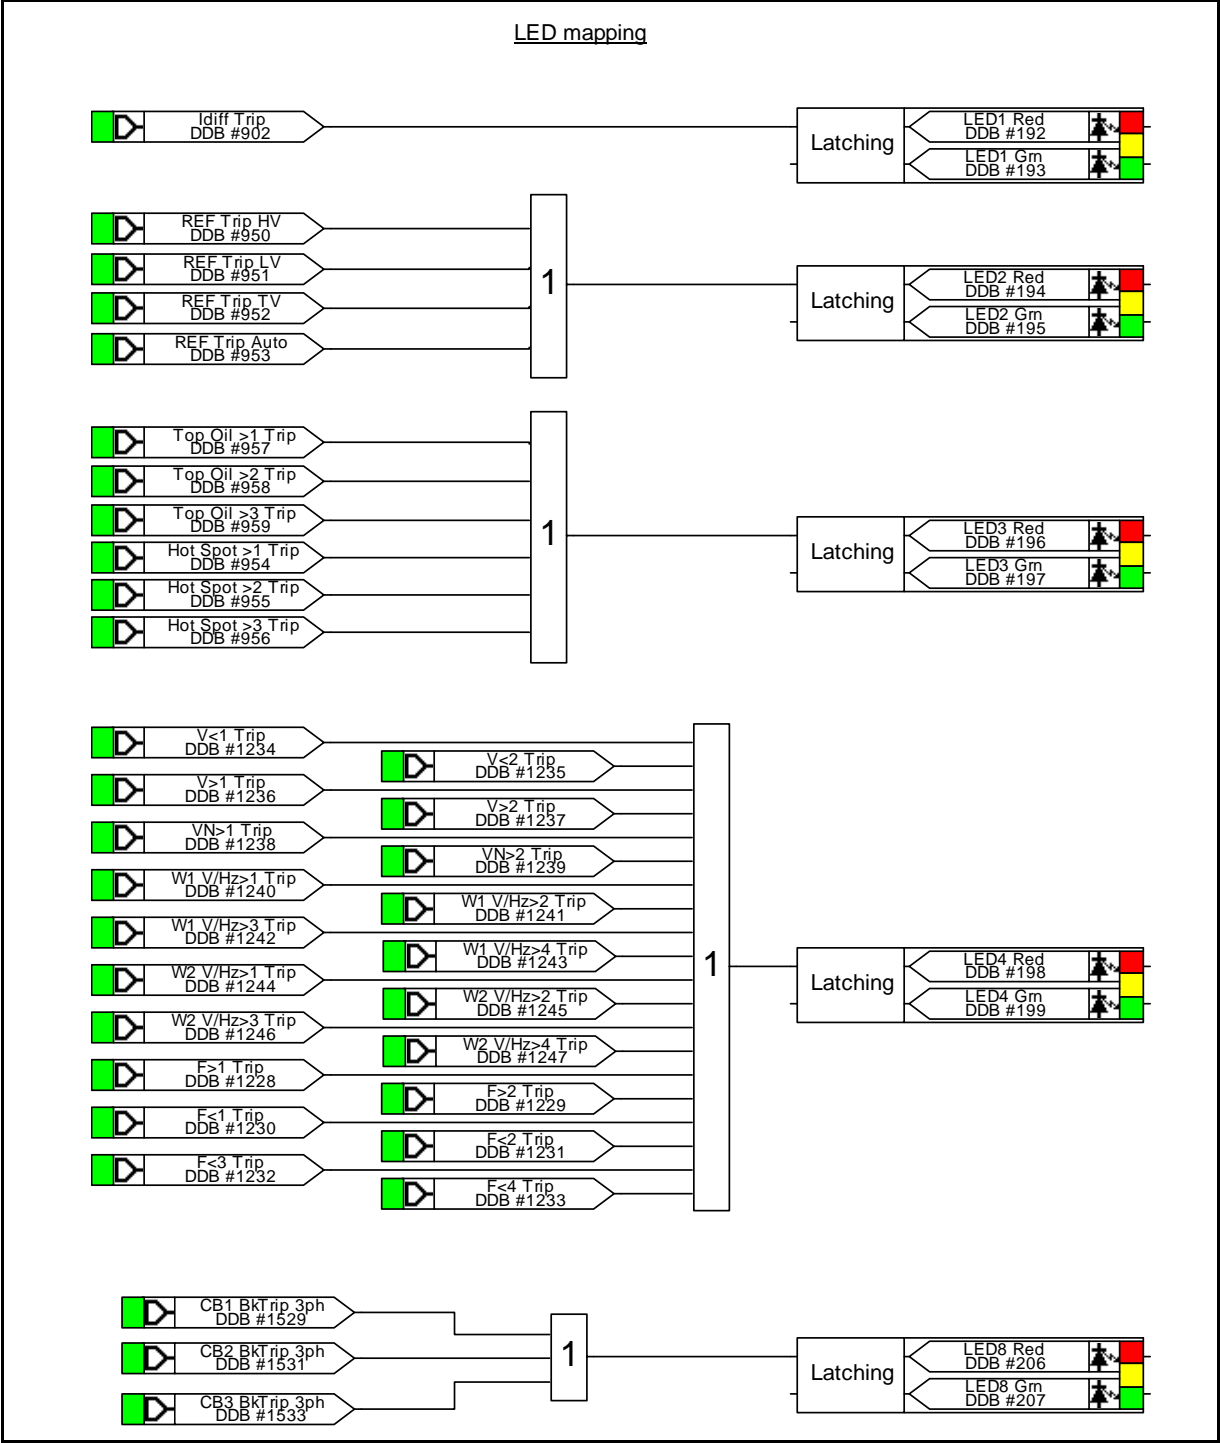 LED mapping
Idiff Trip
DDB #902
Latching
LED1 Red
DDB #192
LED1 Grn
DDB #193
REF Trip HV
DDB #950
REF Trip LV
DDB #951
REF Trip TV
DDB #952
REF Trip Auto
DDB #953
1
Latching
LED2 Red
DDB #194
LED2 Grn
DDB #195
Top Oil >1 Trip
DDB #957
Top Oil >2 Trip
DDB #958
Top Oil >3 Trip
DDB #959
Hot Spot >1 Trip
DDB #954
Hot Spot >2 Trip
DDB #955
Hot Spot >3 Trip
DDB #956
1
Latching
LED3 Red
DDB #196
LED3 Grn
DDB #197
V<1 Trip
DDB #1234
V<2 Trip
DDB #1235
V>1 Trip
DDB #1236
V>2 Trip
DDB #1237
VN>1 Trip
DDB #1238
VN>2 Trip
DDB #1239
W1 V/Hz>1 Trip
DDB #1240
W1 V/Hz>2 Trip
DDB #1241
W1 V/Hz>3 Trip
DDB #1242
W1 V/Hz>4 Trip
DDB #1243
W2 V/Hz>1 Trip
DDB #1244
W2 V/Hz>2 Trip
DDB #1245
W2 V/Hz>3 Trip
DDB #1246
W2 V/Hz>4 Trip
DDB #1247
F>1 Trip
DDB #1228
F>2 Trip
DDB #1229
F<1 Trip
DDB #1230
F<2 Trip
DDB #1231
F<3 Trip
DDB #1232
F<4 Trip
DDB #1233
1
Latching
LED4 Red
DDB #198
LED4 Grn
DDB #199
CB1 BkTrip 3ph
DDB #1529
CB2 BkTrip 3ph
DDB #1531
CB3 BkTrip 3ph
DDB #1533
1
Latching
LED8 Red
DDB #206
LED8 Grn
DDB #207